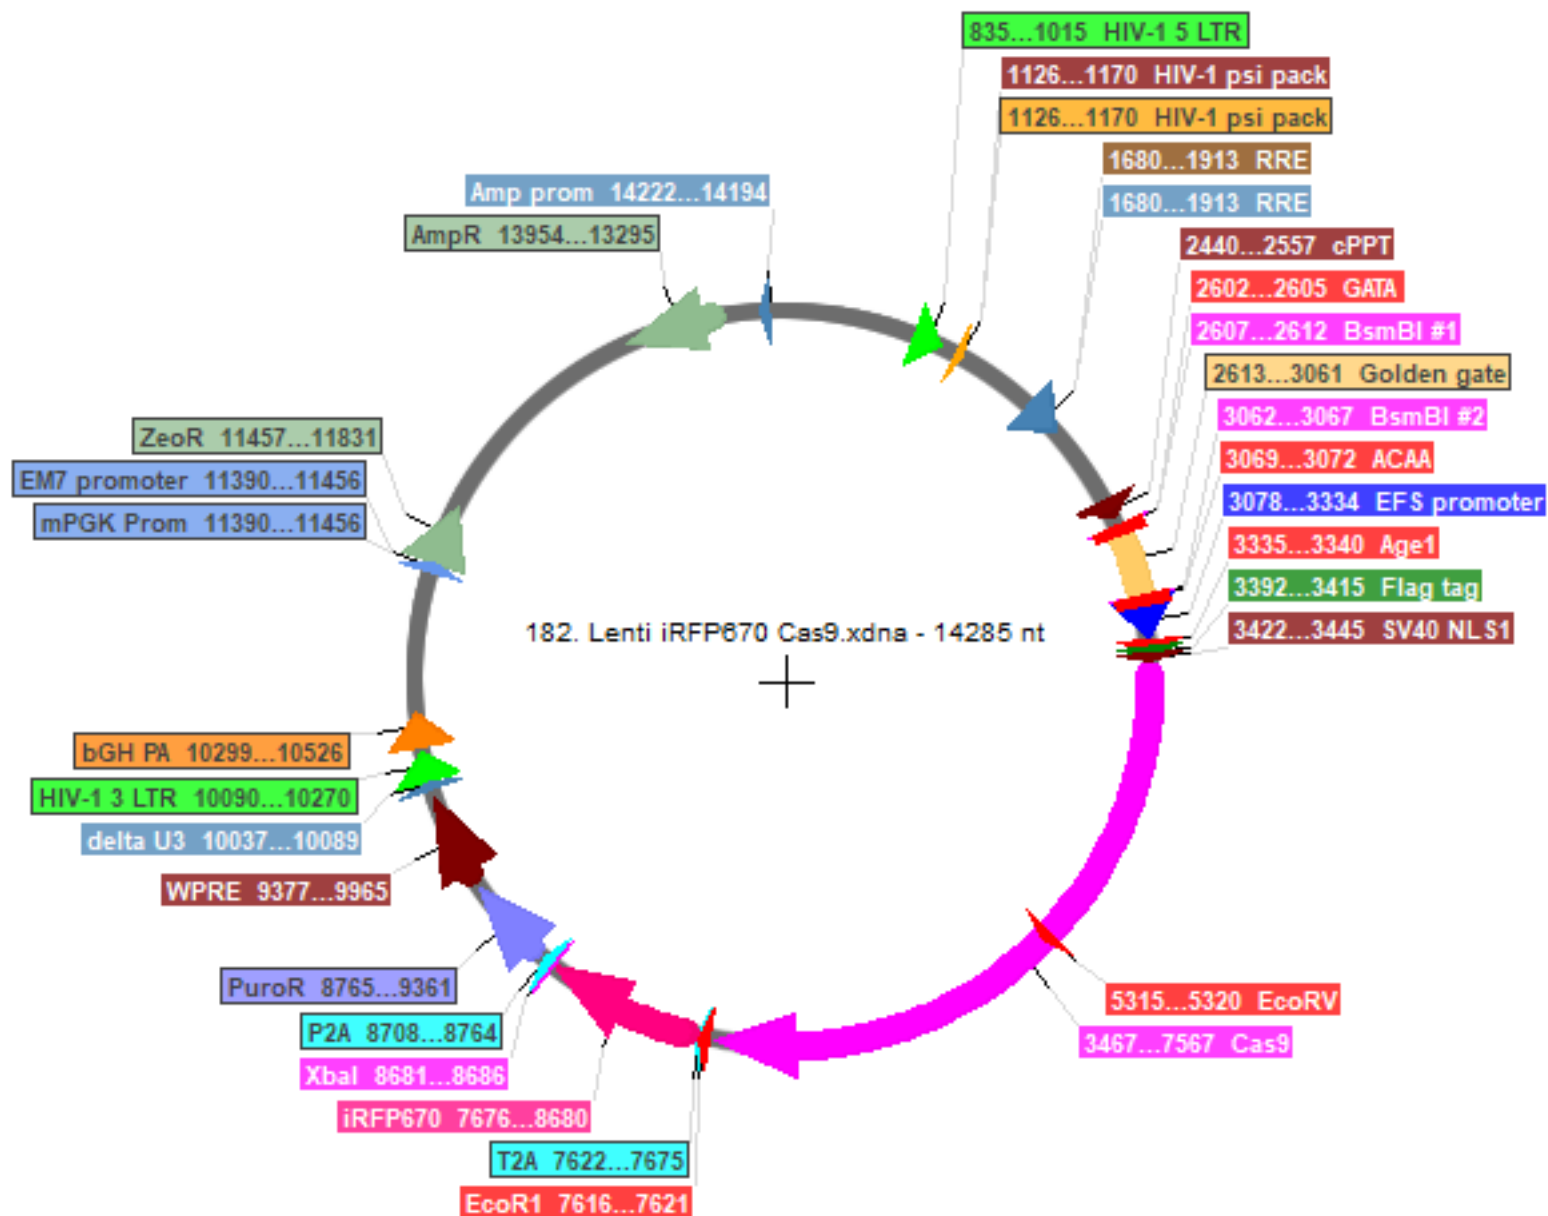 835...1015 HIV-1 5 LTR
1126...1170 HIV-1 psi pack
1126...1170 HIV-1 psi pack
1680...1913 RRE
1680...1913 RRE
Amp prom 14222...14194
AmpR 13954...13295
2440...2557 cPPT
2602...2605 GATA
2607...2612 BsmBI #1
2613...3061 Golden gate
3062...3067 BsmBI #2
3069...3072 ACAA
3078...3334 EFS promoter
3335...3340 Age1
3392...3415 Flag tag
3422...3445 SV40 NLS1
ZeoR 11457...11831
EM7 promoter 11390...11456
mPGK Prom 11390...11456
182. Lenti iRFP670 Cas9.xdna - 14285 nt
bGH PA 10299...10526
HIV-1 3 LTR 10090...10270
delta U3 10037...10089
WPRE 9377...9965
PuroR 8765...9361
P2A 8708...8764
XbaI 8681...8686
iRFP670 7676...8680
T2A 7622...7675
EcoR1 7616...7621
5315...5320 EcoRV
3467...7567 Cas9